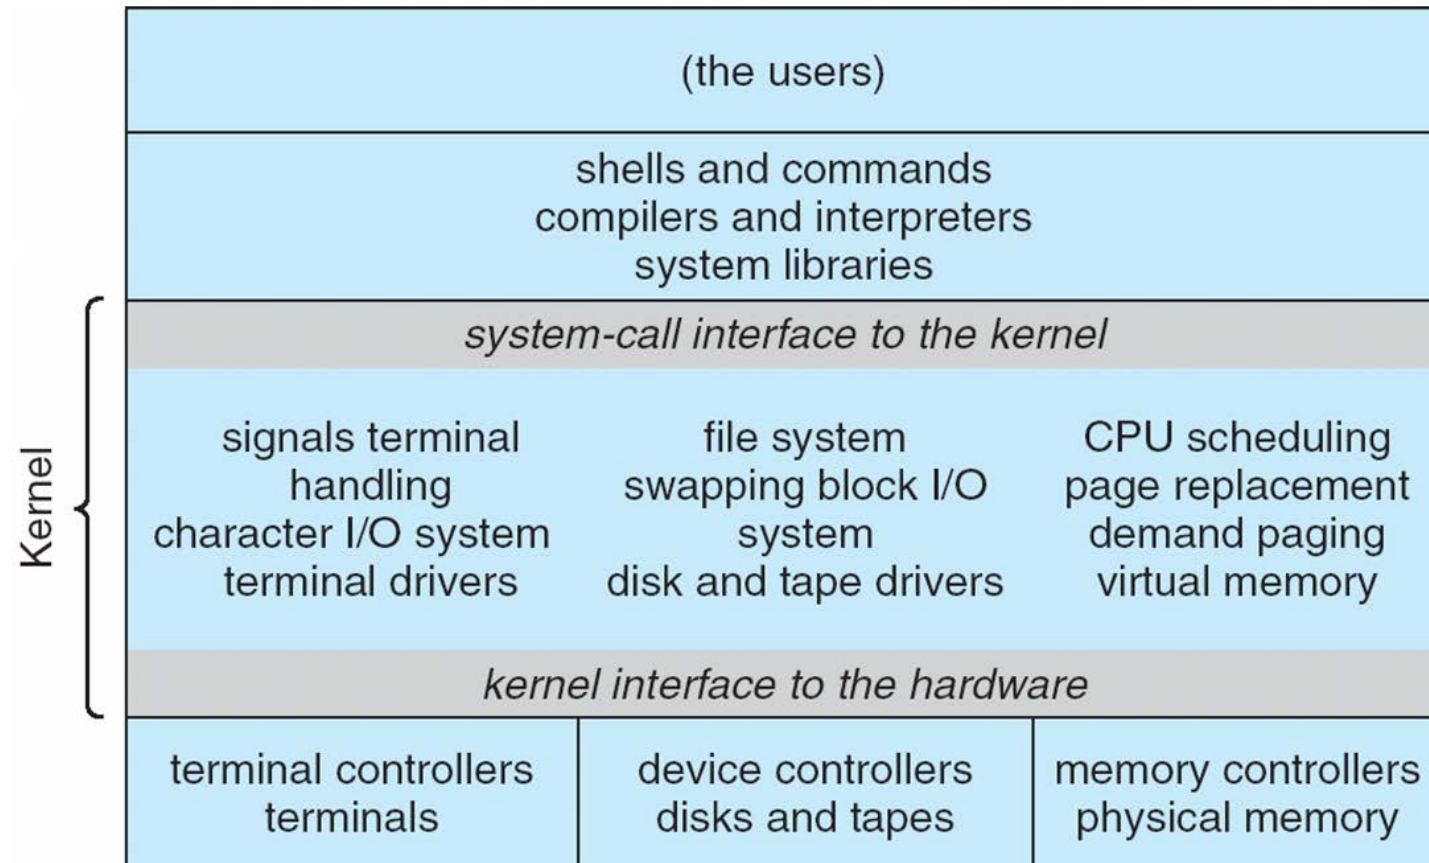 (the users)
shells and commands
compilers and interpreters
system libraries
Kernel
system-call interface to the kernel
signals terminal
handling
character I/O system
terminal drivers
file system
swapping block I/O
system
disk and tape drivers
CPU scheduling
page replacement
demand paging
virtual memory
kernel interface to the hardware
terminal controllers
terminals
device controllers
disks and tapes
memory controllers
physical memory